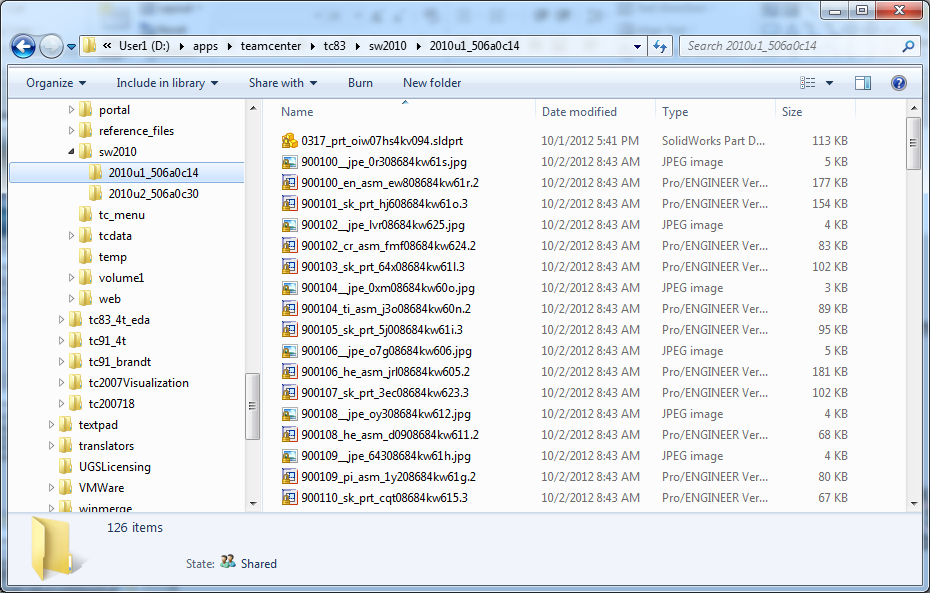 « User1 (D:) ▸ apps ▸ teamcenter ▸ tc83 ▸ sw2010 ▸ 2010u1_506a0c14
Search 2010u1_506a0c14
Organize Include in library Share with Burn New folder
portal
reference_files
sw2010
2010u1_506a0c14
2010u2_506a0c30
tc_menu
tcdata
temp
volume1
web
tc83_4t_eda
tc91_4t
tc91_brandt
tc2007Visualization
tc200718
textpad
translators
UGSLicensing
VMWare
winmerge
Name Date modified Type Size
0317_prt_oiw07hs4kv094.sldprt 10/1/2012 5:41 PM SolidWorks Part D... 113 KB
900100__jpe_0r308684kw61s.jpg 10/2/2012 8:43 AM JPEG image 5 KB
900100_en_asm_ew808684kw61r.2 10/2/2012 8:43 AM Pro/ENGINEER Ver... 177 KB
900101_sk_prt_hj608684kw61o.3 10/2/2012 8:43 AM Pro/ENGINEER Ver... 154 KB
900102__jpe_lvr08684kw625.jpg 10/2/2012 8:43 AM JPEG image 4 KB
900102_cr_asm_fmf08684kw624.2 10/2/2012 8:43 AM Pro/ENGINEER Ver... 83 KB
900103_sk_prt_64x08684kw61l.3 10/2/2012 8:43 AM Pro/ENGINEER Ver... 102 KB
900104__jpe_0xm08684kw60o.jpg 10/2/2012 8:43 AM JPEG image 3 KB
900104_ti_asm_j3o08684kw60n.2 10/2/2012 8:43 AM Pro/ENGINEER Ver... 89 KB
900105_sk_prt_5j008684kw61i.3 10/2/2012 8:43 AM Pro/ENGINEER Ver... 95 KB
900106__jpe_o7g08684kw606.jpg 10/2/2012 8:43 AM JPEG image 5 KB
900106_he_asm_jrl08684kw605.2 10/2/2012 8:43 AM Pro/ENGINEER Ver... 181 KB
900107_sk_prt_3ec08684kw623.3 10/2/2012 8:43 AM Pro/ENGINEER Ver... 102 KB
900108__jpe_oy308684kw612.jpg 10/2/2012 8:43 AM JPEG image 4 KB
900108_he_asm_d0908684kw611.2 10/2/2012 8:43 AM Pro/ENGINEER Ver... 68 KB
900109__jpe_64308684kw61h.jpg 10/2/2012 8:43 AM JPEG image 4 KB
900109_pi_asm_1y208684kw61g.2 10/2/2012 8:43 AM Pro/ENGINEER Ver... 80 KB
900110_sk_prt_cqt08684kw615.3 10/2/2012 8:43 AM Pro/ENGINEER Ver... 67 KB
126 items
State: Shared